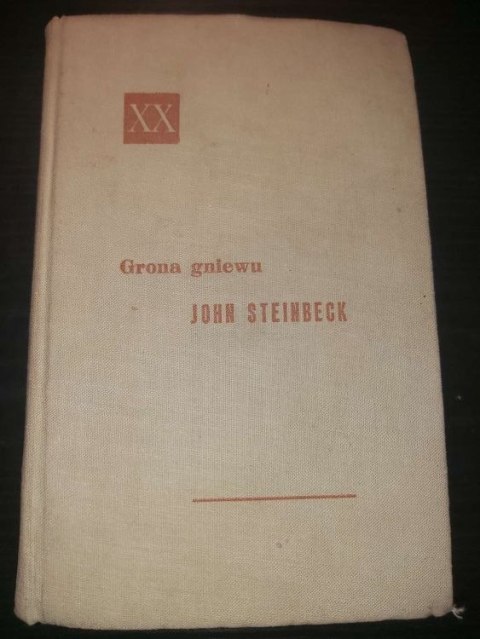 XX
Grona gniewu
JOHN STEINBECK